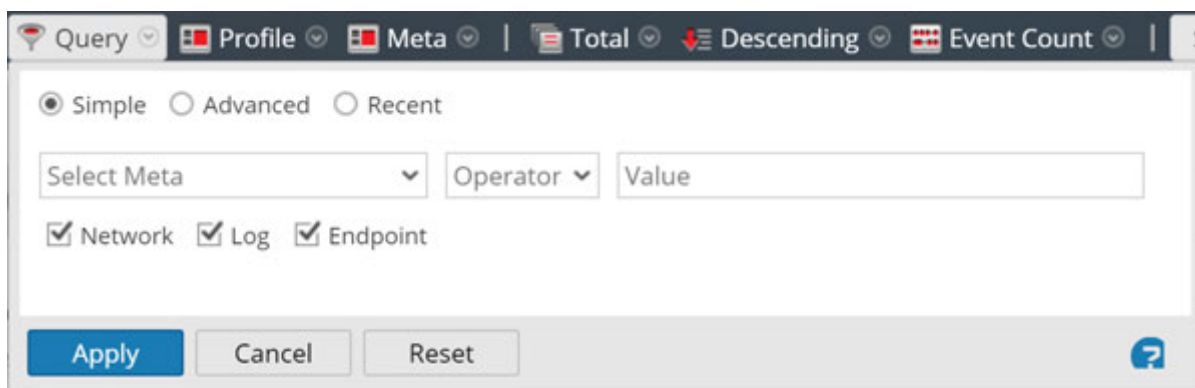 Query Profile Meta | Total Descending Event Count |
Simple Advanced Recent
Select Meta Operator Value
Network Log Endpoint
Apply Cancel Reset ?